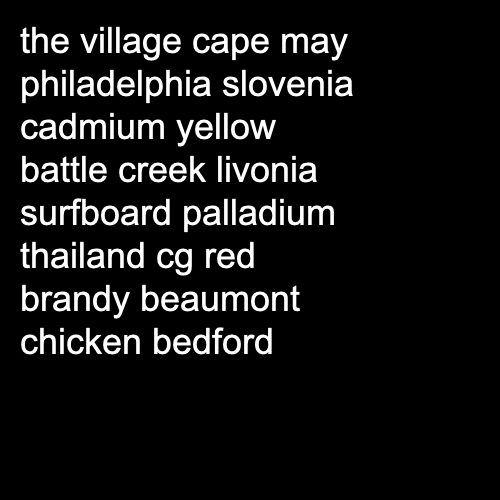 the village cape may
philadelphia slovenia
cadmium yellow
battle creek livonia
surfboard palladium
thailand cg red
brandy beaumont
chicken bedford